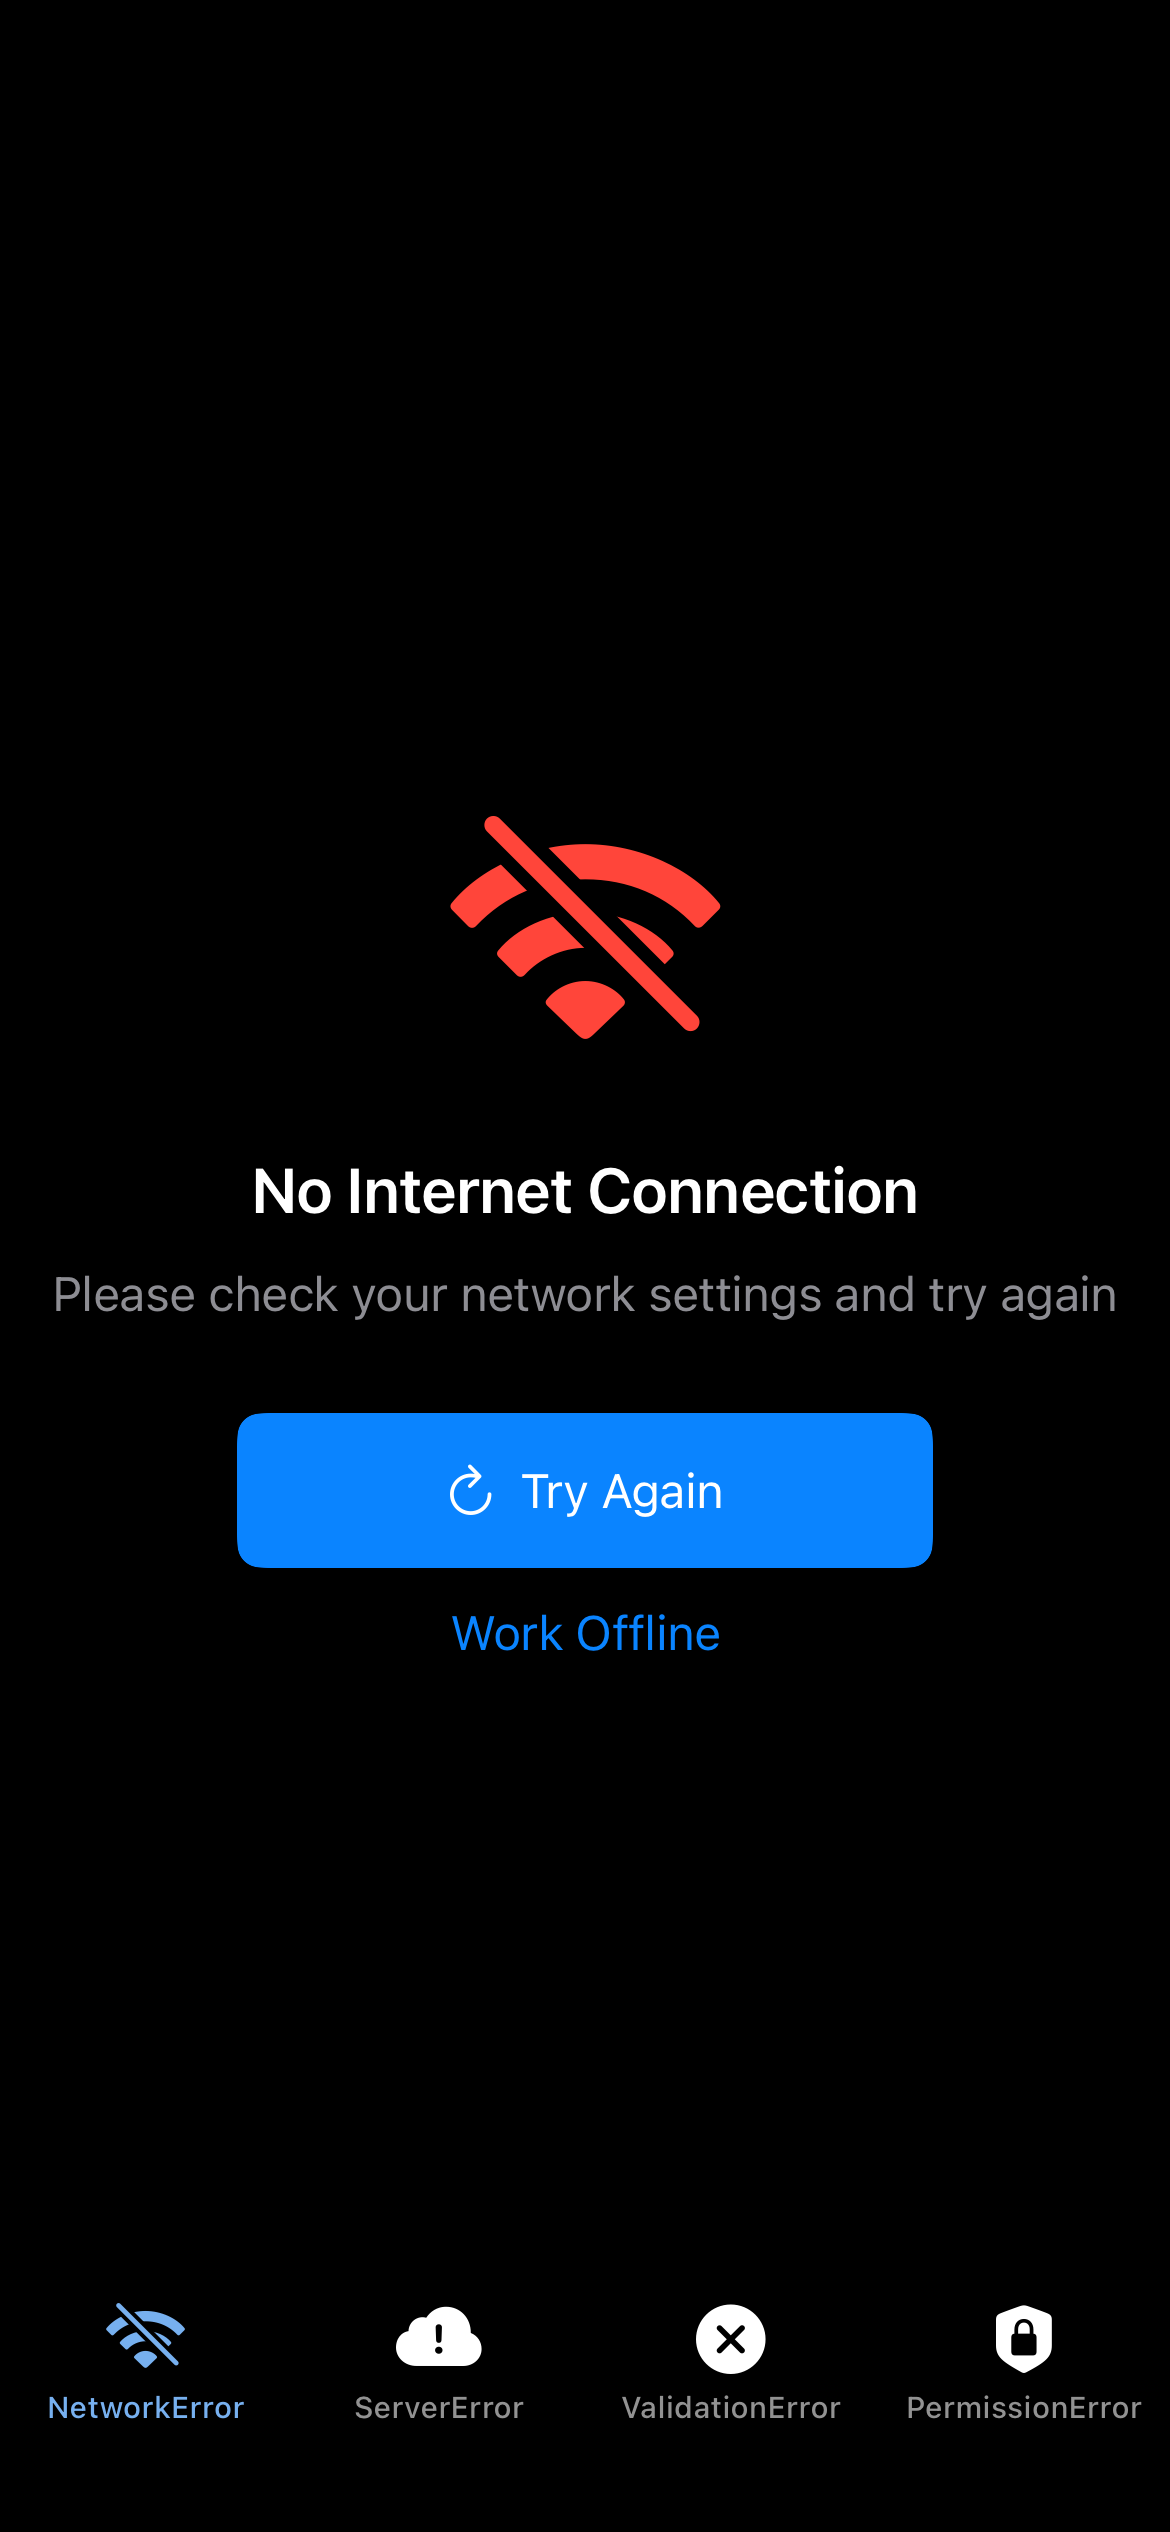 No Internet Connection
Please check your network settings and try again
Try Again
Work Offline
NetworkError
ServerError
ValidationError
PermissionError